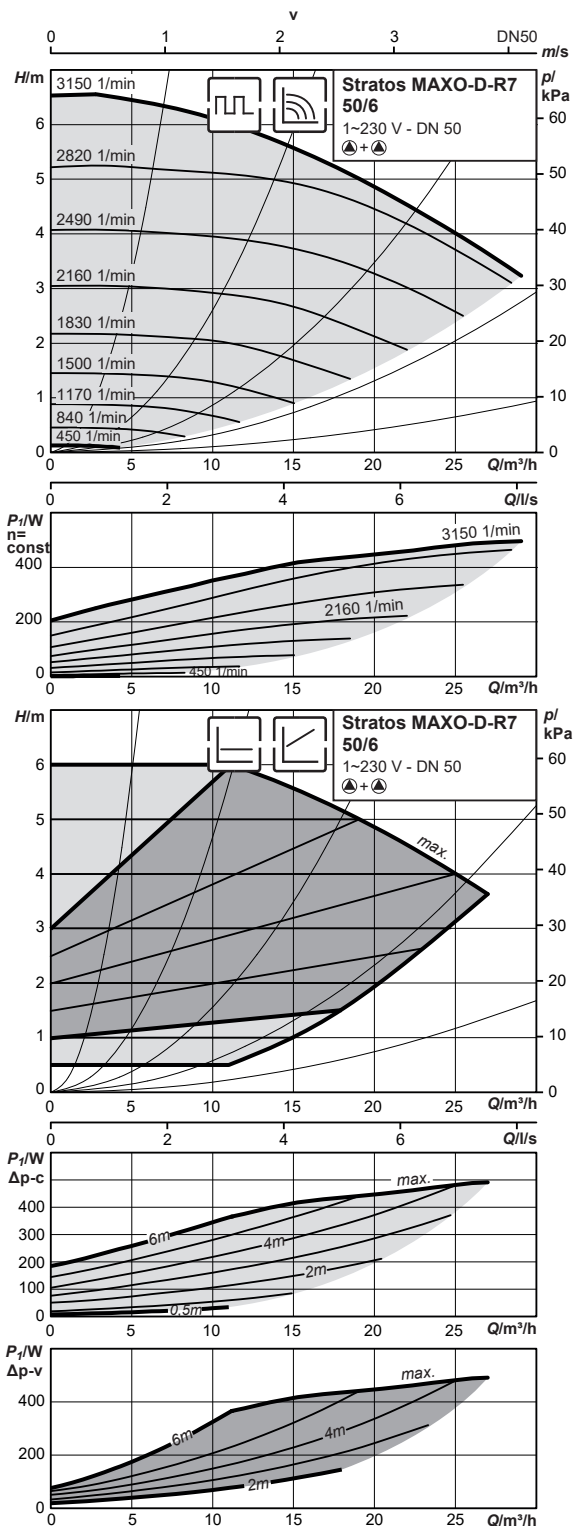 v
0 1 2 3 DN50
m/s
H/m
p/
kPa
3150 1/min
Stratos MAXO-D-R7
50/6
1~230 V - DN 50
+
6
60
2820 1/min
5
50
2490 1/min
4
40
2160 1/min
3
30
1830 1/min
2
20
1500 1/min
1170 1/min
1
10
840 1/min
450 1/min
0
0
0 5 10 15 20 25 Q/m³/h
0 2 4 6 Q/l/s
P1/W
n=
const
3150 1/min
400
2160 1/min
200
450 1/min
0
0 5 10 15 20 25 Q/m³/h
H/m
p/
kPa
Stratos MAXO-D-R7
50/6
1~230 V - DN 50
+
6
60
5
50
max.
4
40
3
30
2
20
1
10
0
0
0 5 10 15 20 25 Q/m³/h
0 2 4 6 Q/l/s
P1/W
Δp-c
max.
400
6m
300
4m
200
2m
100
0,5m
0
0 5 10 15 20 25 Q/m³/h
P1/W
Δp-v
max.
400
6m
4m
200
2m
0
0 5 10 15 20 25 Q/m³/h